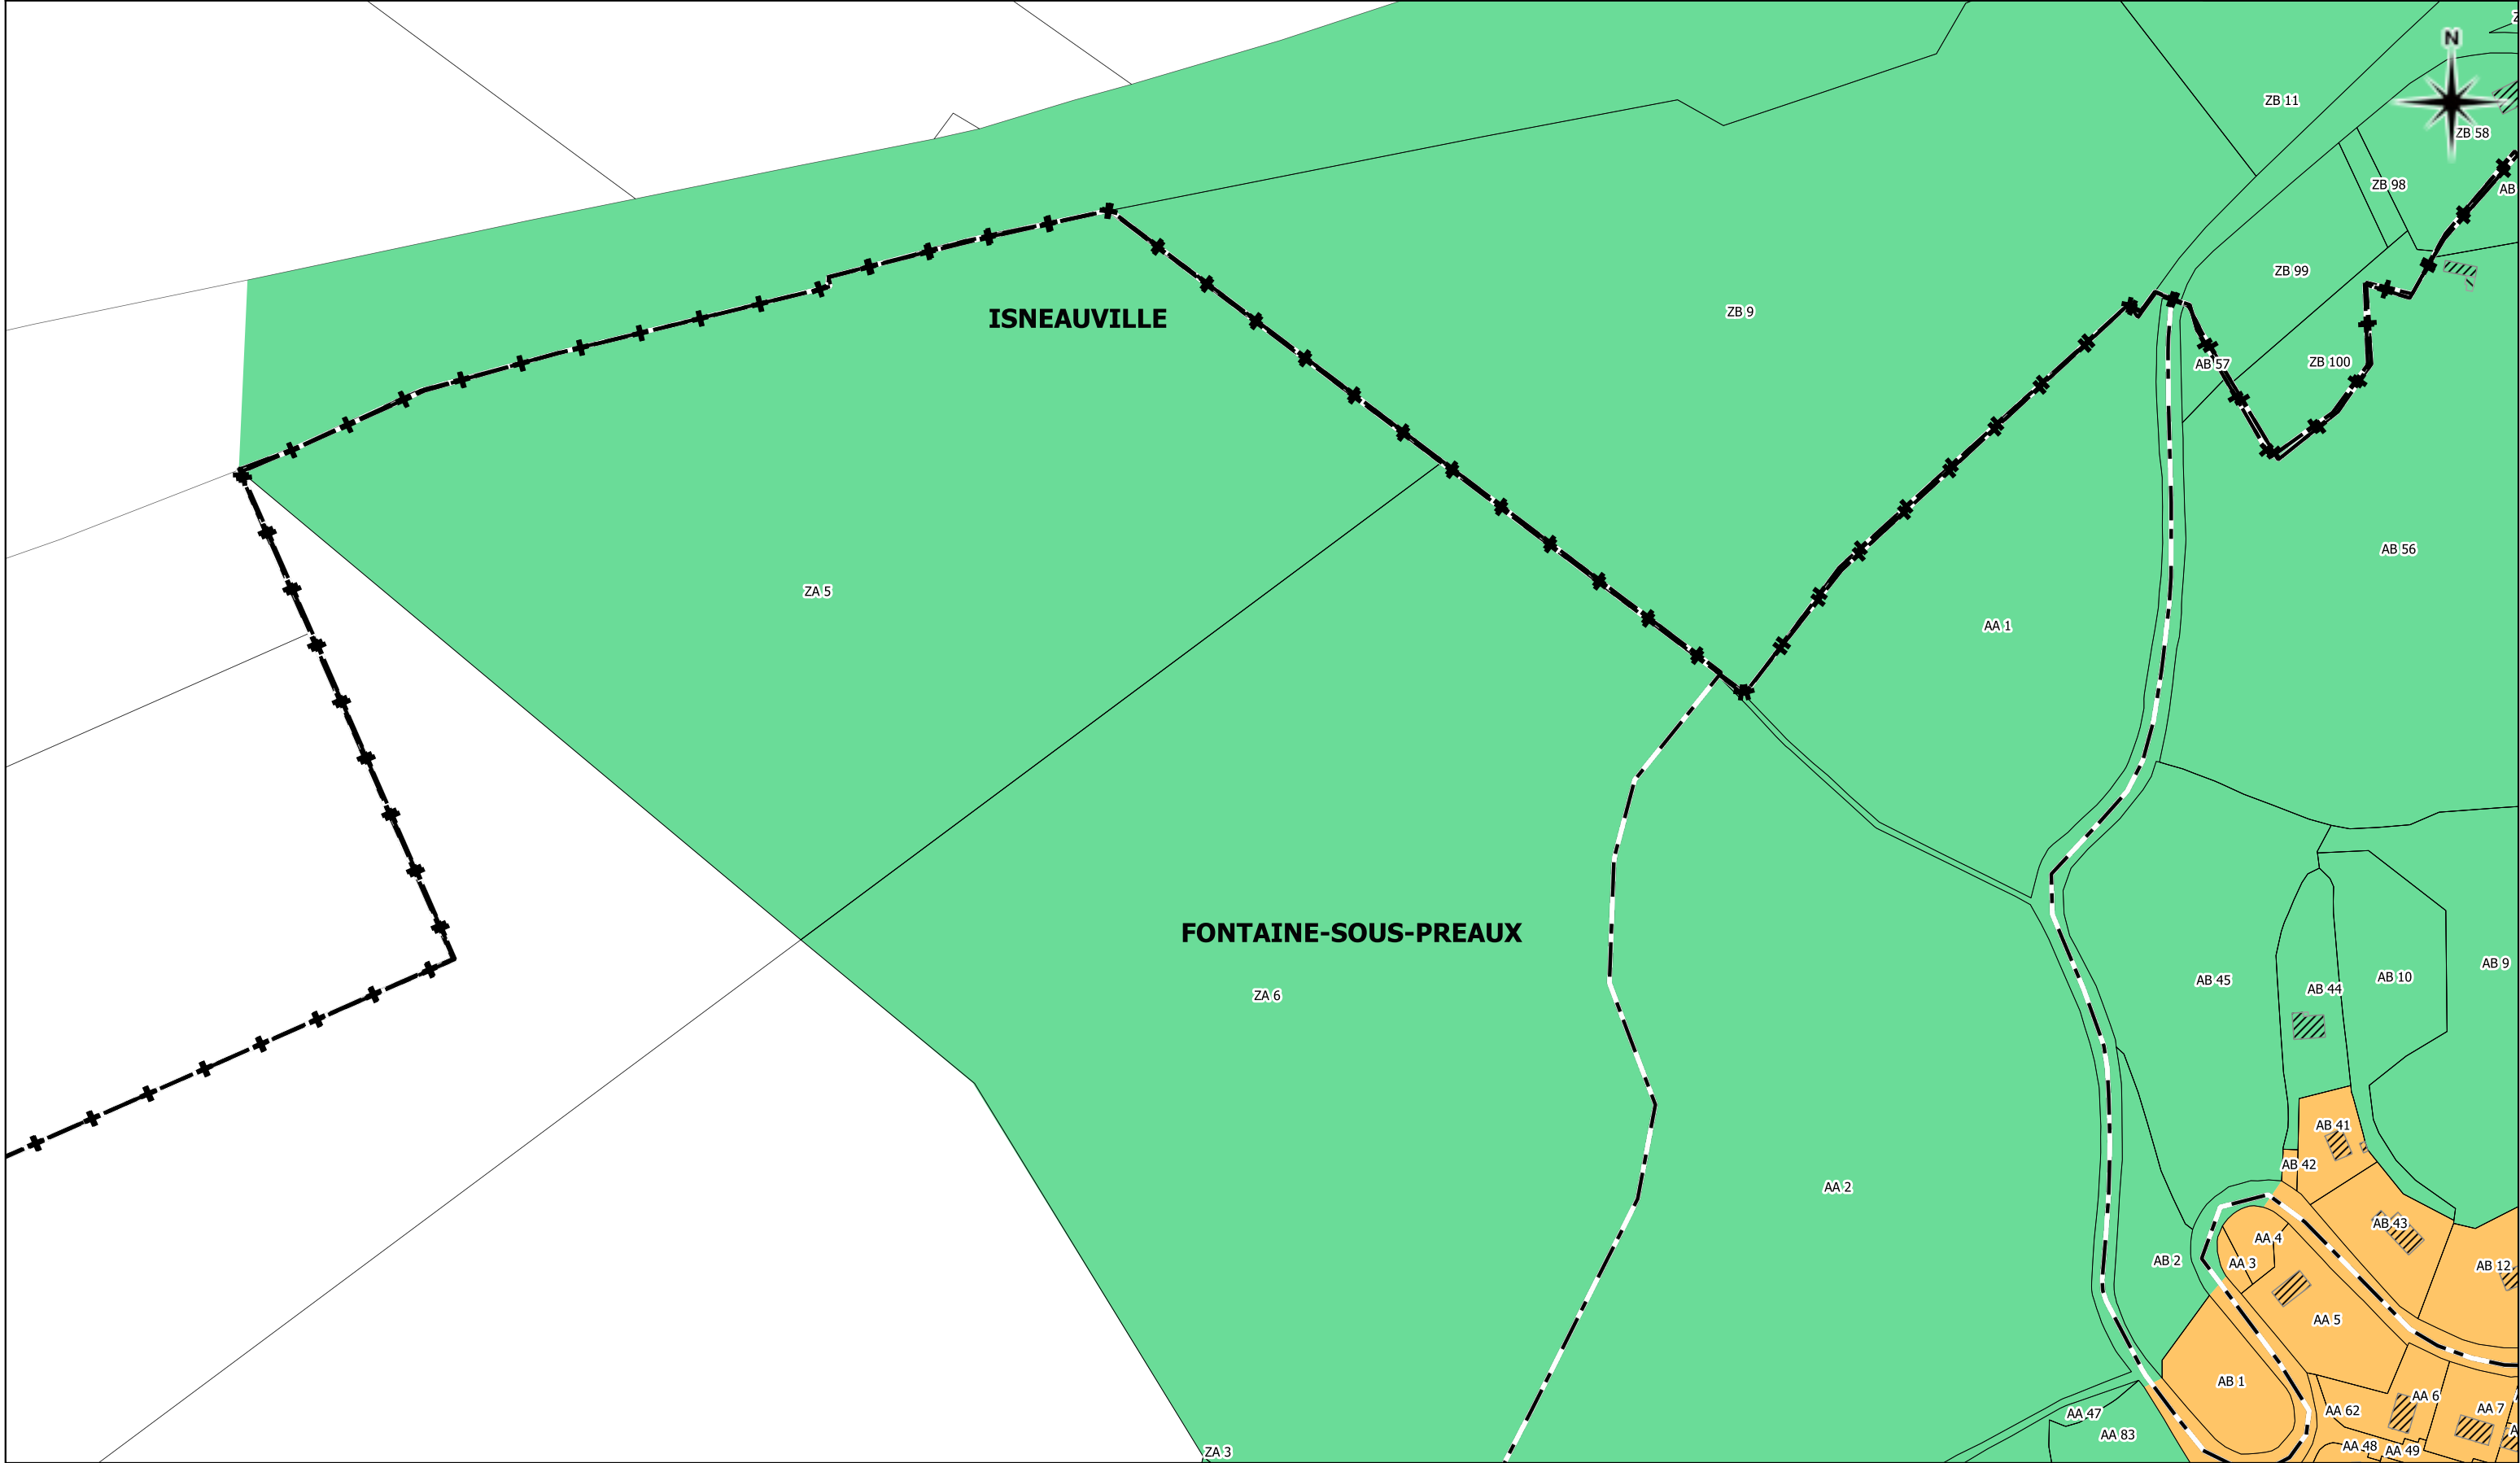 N
ZB 11
ZB 58
ZB 98
AB
ZB 99
ZB 9
ISNEAUVILLE
AB 57
ZB 100
AB 56
ZA 5
AA 1
FONTAINE-SOUS-PREAUX
AB 9
AB 10
AB 45
AB 44
ZA 6
AB 41
AB 42
AA 2
AB 43
AA 4
AB 2
AA 3
AB 12
AA 5
AB 1
AA 6
AA 7
AA 62
AA 47
AA 83
AA 48
AA 49
ZA 3